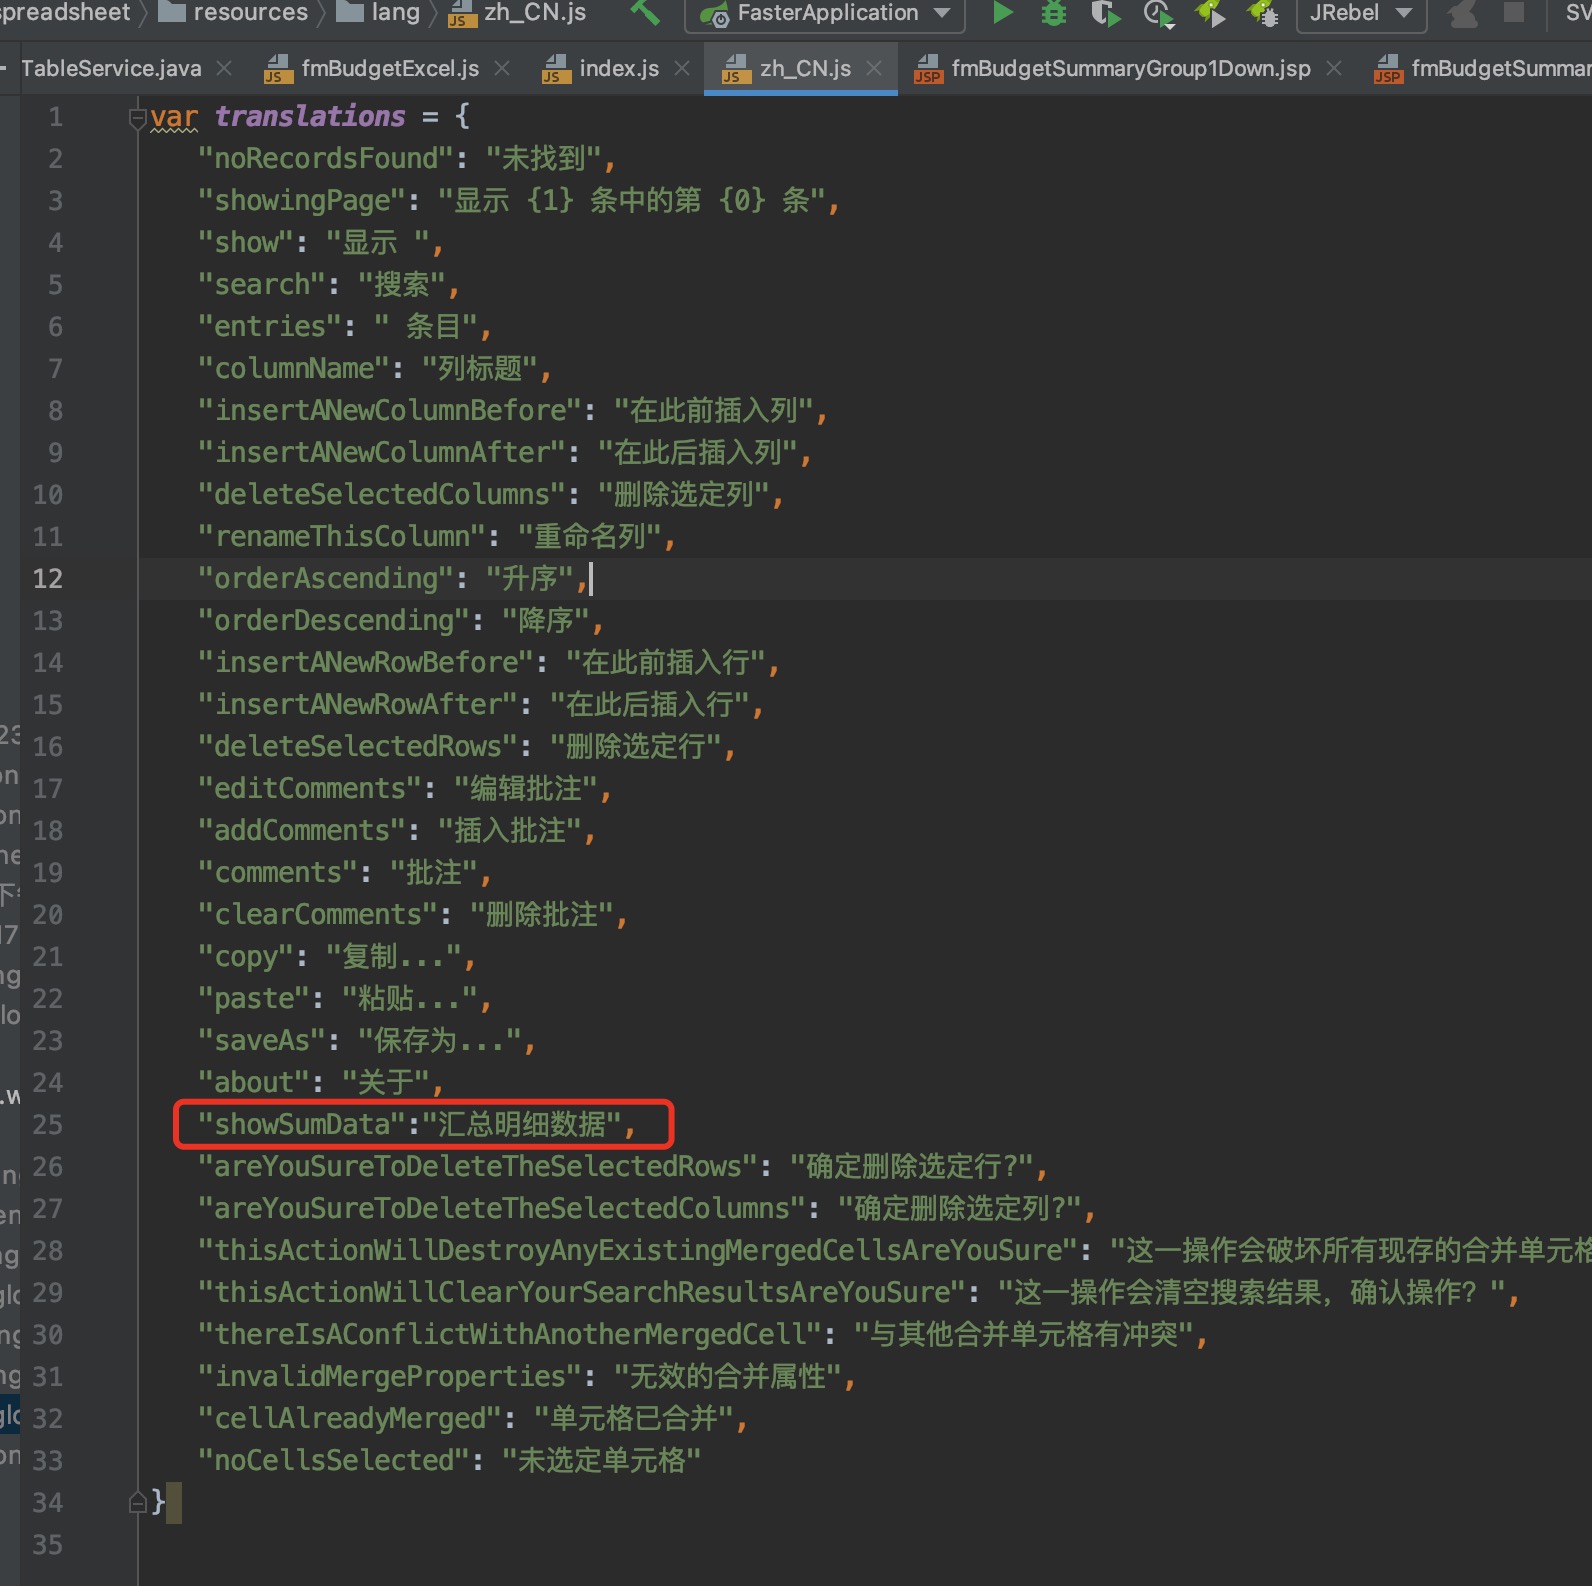 spreadsheet resources lang zh_CN.js FasterApplication JRebel SV
TableService.java fmBudgetExcel.js index.js zh_CN.js fmBudgetSummaryGroup1Down.jsp fmBudgetSummar
1 var translations = {
2 "noRecordsFound": "未找到",
3 "showingPage": "显示 {1} 条中的第 {0} 条",
4 "show": "显示 ",
5 "search": "搜索",
6 "entries": " 条目",
7 "columnName": "列标题",
8 "insertANewColumnBefore": "在此前插入列",
9 "insertANewColumnAfter": "在此后插入列",
10 "deleteSelectedColumns": "删除选定列",
11 "renameThisColumn": "重命名列",
12 "orderAscending": "升序",
13 "orderDescending": "降序",
14 "insertANewRowBefore": "在此前插入行",
15 "insertANewRowAfter": "在此后插入行",
16 "deleteSelectedRows": "删除选定行",
17 "editComments": "编辑批注",
18 "addComments": "插入批注",
19 "comments": "批注",
20 "clearComments": "删除批注",
21 "copy": "复制...",
22 "paste": "粘贴...",
23 "saveAs": "保存为...",
24 "about": "关于",
25 "showSumData":"汇总明细数据",
26 "areYouSureToDeleteTheSelectedRows": "确定删除选定行?",
27 "areYouSureToDeleteTheSelectedColumns": "确定删除选定列?",
28 "thisActionWillDestroyAnyExistingMergedCellsAreYouSure": "这一操作会破坏所有现存的合并单元格
29 "thisActionWillClearYourSearchResultsAreYouSure": "这一操作会清空搜索结果，确认操作？",
30 "thereIsAConflictWithAnotherMergedCell": "与其他合并单元格有冲突",
31 "invalidMergeProperties": "无效的合并属性",
32 "cellAlreadyMerged": "单元格已合并",
33 "noCellsSelected": "未选定单元格"
34 }
35